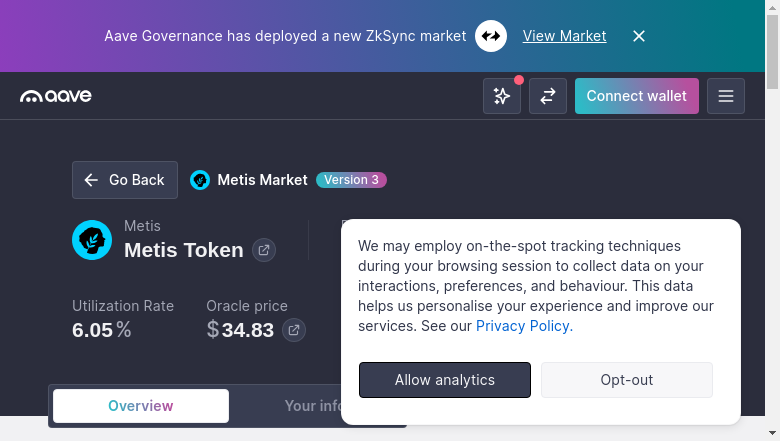 Aave Governance has deployed a new ZkSync market View Market
aave
Connect wallet
Go Back
Metis Market
Version 3
Metis
Metis Token
Utilization Rate
6.05%
Oracle price
$34.83
We may employ on-the-spot tracking techniques
during your browsing session to collect data on your
interactions, preferences, and behaviour. This data
helps us personalise your experience and improve our
services. See our Privacy Policy.
Allow analytics
Opt-out
Overview
Your